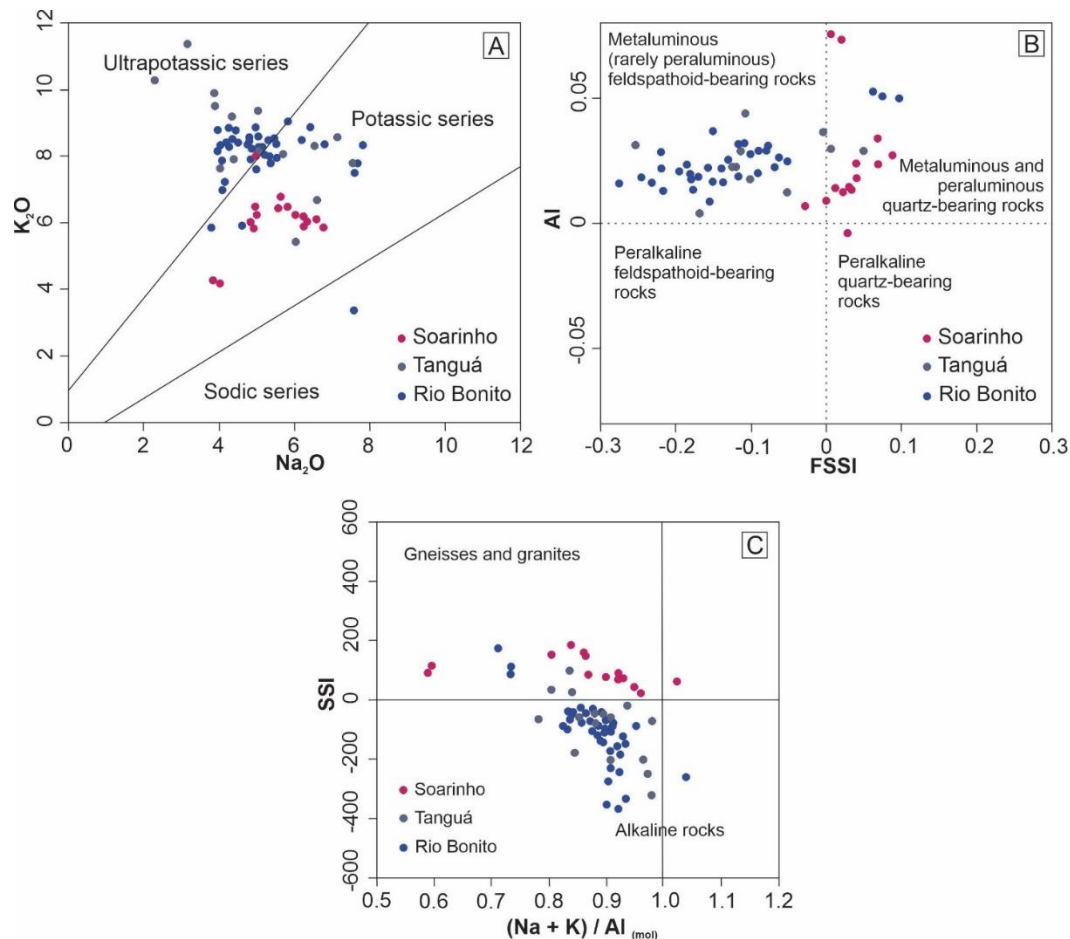 A
Ultrapotassic series
Potassic series
Sodic series
Soarinho
Tanguá
Rio Bonito
K₂O
0
2
4
6
8
10
12
0
2
4
6
8
10
12
Na₂O
B
Metaluminous
(rarely peraluminous)
feldspathoid-bearing rocks
Metaluminous and
peraluminous
quartz-bearing rocks
Peralkaline
feldspathoid-bearing
rocks
Peralkaline
quartz-bearing
rocks
Soarinho
Tanguá
Rio Bonito
AI
0.05
0
-0.05
-0.3
-0.2
-0.1
0
0.1
0.2
0.3
FSSI
C
Gneisses and granites
Alkaline rocks
Soarinho
Tanguá
Rio Bonito
SSI
600
400
200
0
-200
-400
-600
0.5
0.6
0.7
0.8
0.9
1.0
1.1
1.2
(Na + K) / Al (mol)